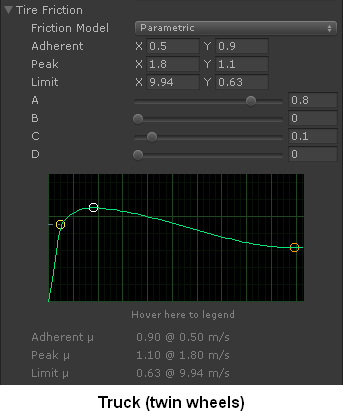 Tire Friction
Friction Model Parametric
Adherent X 0.5 Y 0.9
Peak X 1.8 Y 1.1
Limit X 9.94 Y 0.63
A 0.8
B 0
C 0.1
D 0
Hover here to legend
Adherent μ 0.90 @ 0.50 m/s
Peak μ 1.10 @ 1.80 m/s
Limit μ 0.63 @ 9.94 m/s
Truck (twin wheels)